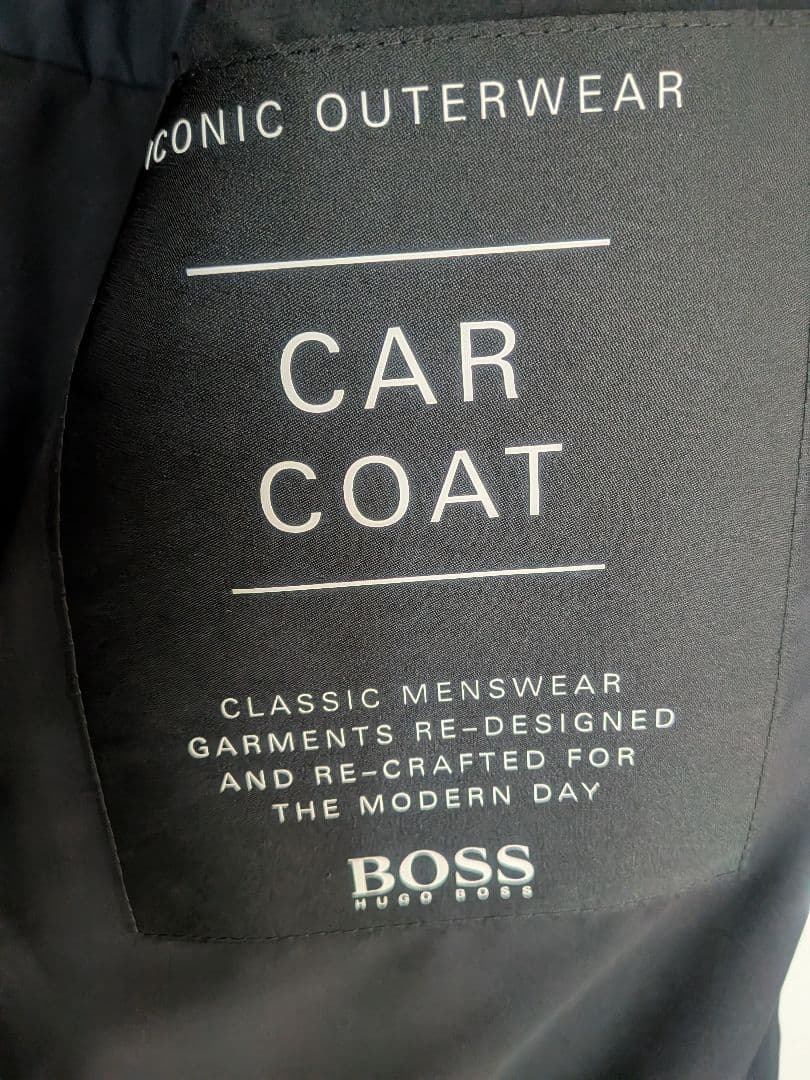 ICONIC OUTERWEAR
CAR
COAT
CLASSIC MENSWEAR
GARMENTS RE-DESIGNED
AND RE-CRAFTED FOR
THE MODERN DAY
BOSS
HUGO BOSS